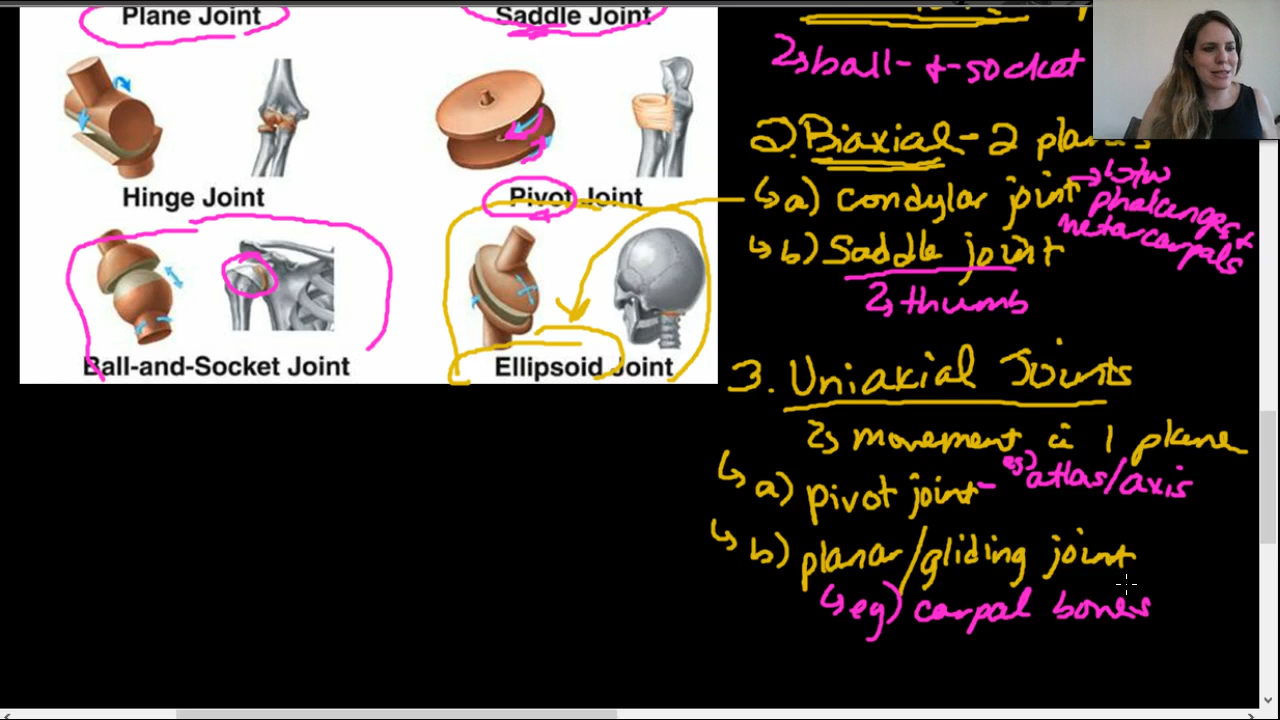 Plane Joint
Saddle Joint
Hinge Joint
Pivot Joint
Ball-and-Socket Joint
Ellipsoid Joint
↳ ball- + -socket
2. Biaxial - 2 planes
↳ a) condylar joint → b/w phalanges + metacarpals
↳ b) Saddle joint
↳ thumb
3. Uniaxial Joints
↳ movement in 1 plane
↳ a) pivot joint - eg) atlas/axis
↳ b) planar/gliding joint
↳ eg) carpal bones